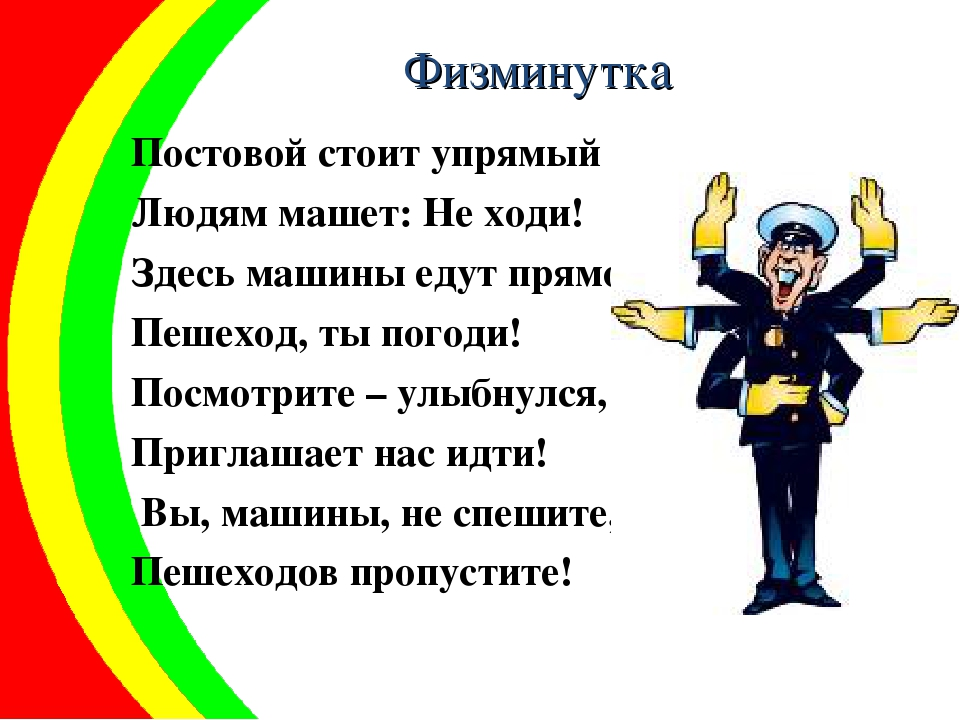 Физминутка
Постовой стоит упрямый
Людям машет: Не ходи!
Здесь машины едут прямо
Пешеход, ты погоди!
Посмотрите – улыбнулся,
Приглашает нас идти!
Вы, машины, не спешите,
Пешеходов пропустите!